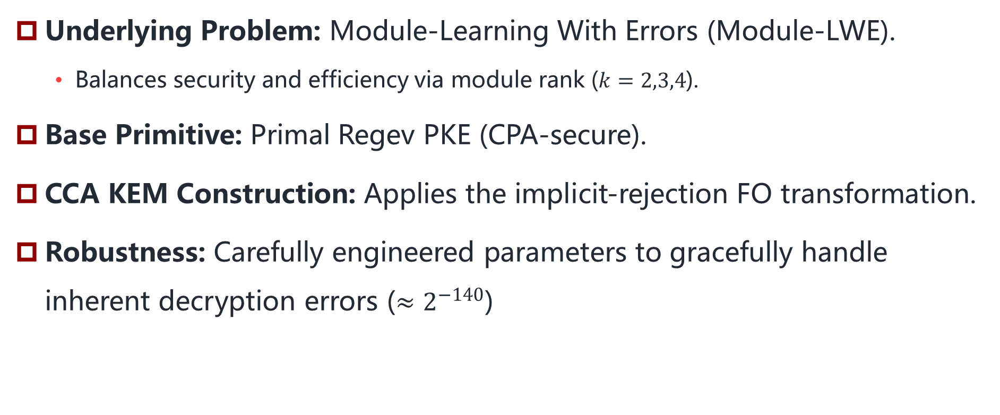 Underlying Problem: Module-Learning With Errors (Module-LWE).
• Balances security and efficiency via module rank (k = 2,3,4).
Base Primitive: Primal Regev PKE (CPA-secure).
CCA KEM Construction: Applies the implicit-rejection FO transformation.
Robustness: Carefully engineered parameters to gracefully handle
inherent decryption errors (≈ 2⁻¹⁴⁰)